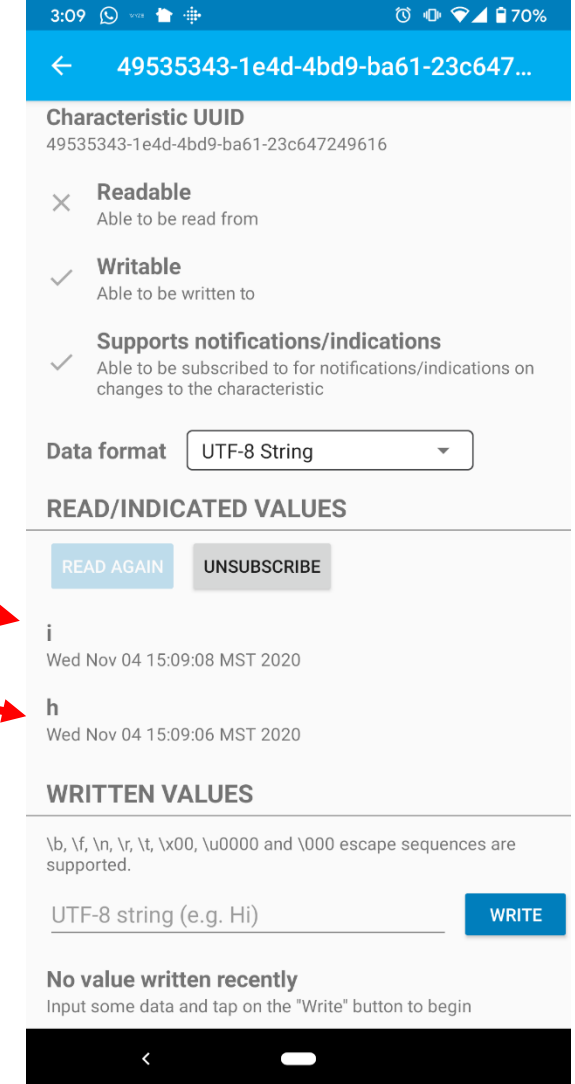 3:09 70%
49535343-1e4d-4bd9-ba61-23c647...
Characteristic UUID
49535343-1e4d-4bd9-ba61-23c647249616
Readable
Able to be read from
Writable
Able to be written to
Supports notifications/indications
Able to be subscribed to for notifications/indications on
changes to the characteristic
Data format UTF-8 String
READ/INDICATED VALUES
READ AGAIN UNSUBSCRIBE
i
Wed Nov 04 15:09:08 MST 2020
h
Wed Nov 04 15:09:06 MST 2020
WRITTEN VALUES
\b, \f, \n, \r, \t, \x00, \u0000 and \000 escape sequences are
supported.
UTF-8 string (e.g. Hi) WRITE
No value written recently
Input some data and tap on the "Write" button to begin